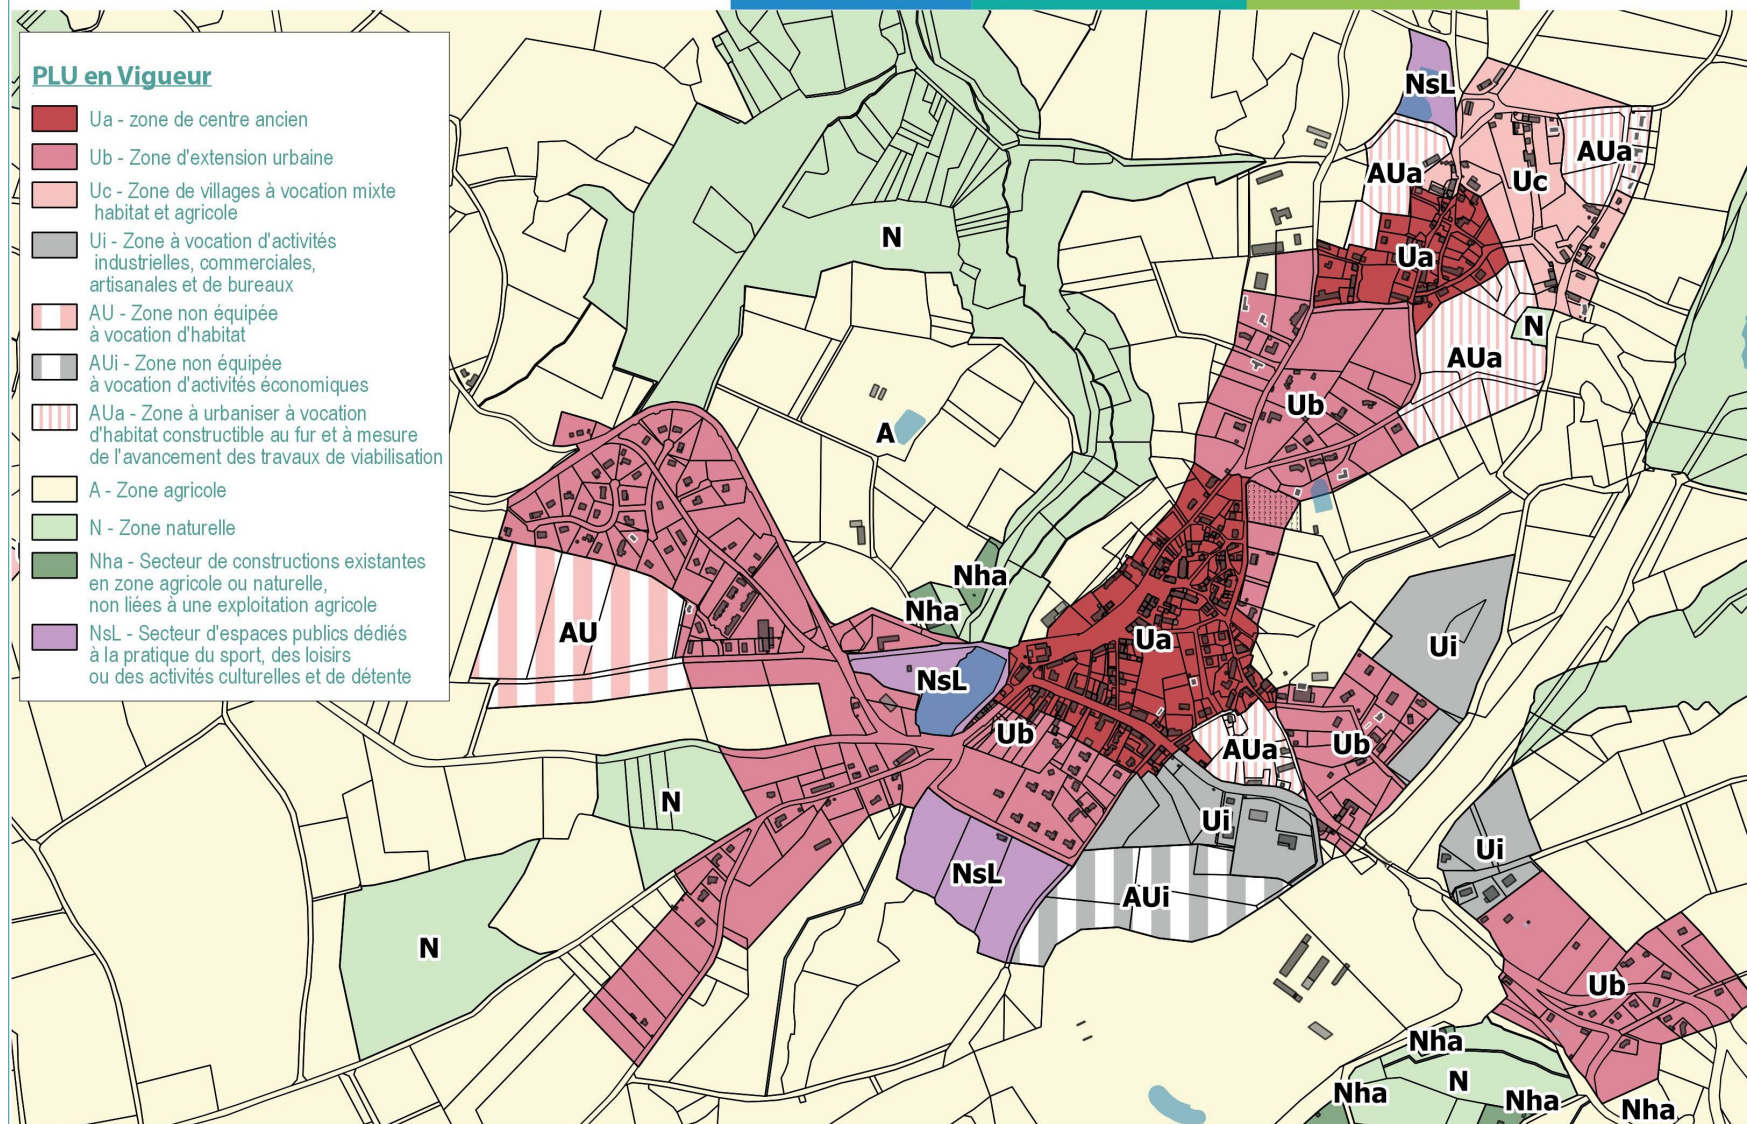 PLU en Vigueur
Ua - zone de centre ancien
Ub - Zone d'extension urbaine
Uc - Zone de villages à vocation mixte
habitat et agricole
Ui - Zone à vocation d'activités
industrielles, commerciales,
artisanales et de bureaux
AU - Zone non équipée
à vocation d'habitat
AUi - Zone non équipée
à vocation d'activités économiques
AUa - Zone à urbaniser à vocation
d'habitat constructible au fur et à mesure
de l'avancement des travaux de viabilisation
A - Zone agricole
N - Zone naturelle
Nha - Secteur de constructions existantes
en zone agricole ou naturelle,
non liées à une exploitation agricole
NsL - Secteur d'espaces publics dédiés
à la pratique du sport, des loisirs
ou des activités culturelles et de détente
NsL
AUa
AUa
Uc
N
Ua
N
AUa
Ub
A
Nha
Nha
AU
Ua
Ui
NsL
Ub
AUa
Ub
N
Ui
Ui
NsL
AUi
N
Ub
Nha
N
Nha
Nha
Nha